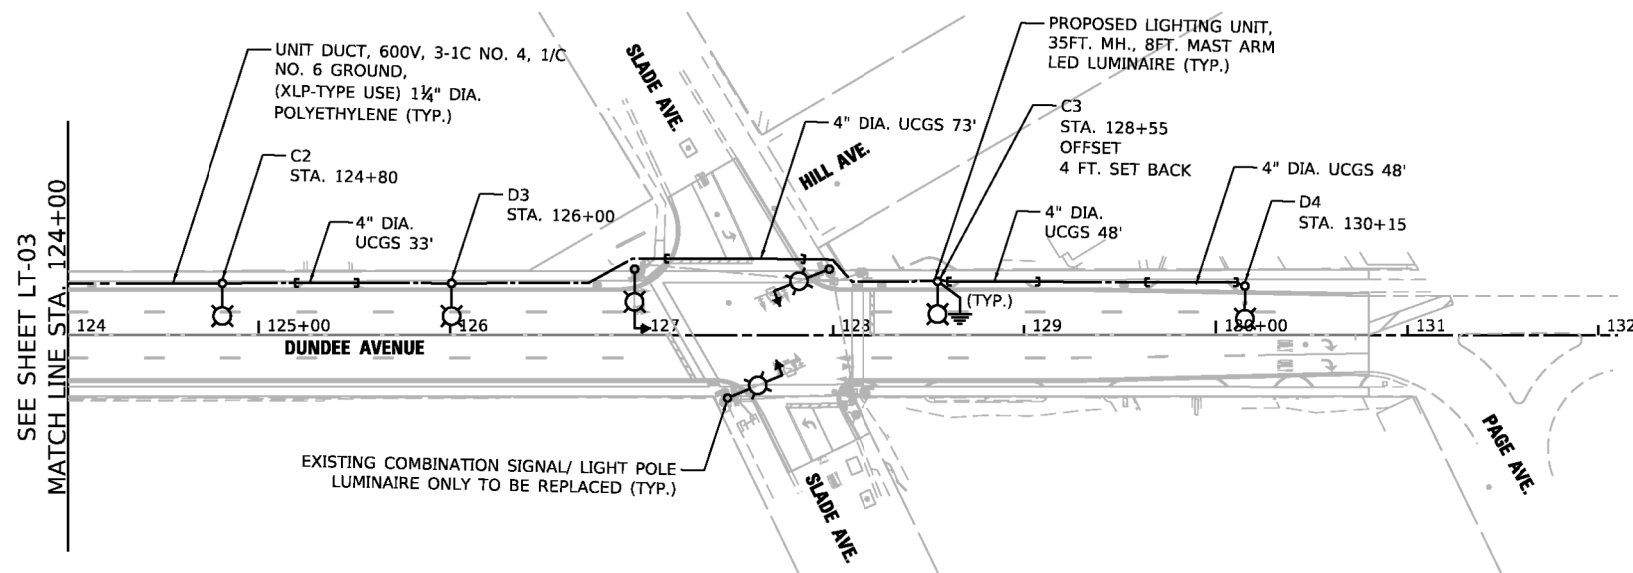 UNIT DUCT, 600V, 3-1C NO. 4, 1/C
NO. 6 GROUND,
(XLP-TYPE USE) 1¼" DIA.
POLYETHYLENE (TYP.)
C2
STA. 124+80
4" DIA.
UCGS 33'
D3
STA. 126+00
SLADE AVE.
4" DIA. UCGS 73'
HILL AVE.
PROPOSED LIGHTING UNIT,
35FT. MH., 8FT. MAST ARM
LED LUMINAIRE (TYP.)
C3
STA. 128+55
OFFSET
4 FT. SET BACK
4" DIA.
UCGS 48'
4" DIA. UCGS 48'
D4
STA. 130+15
(TYP.)
SEE SHEET LT-03
MATCH LINE STA. 124+00
124
125+00
126
127
123
129
130+00
131
132
DUNDEE AVENUE
EXISTING COMBINATION SIGNAL/ LIGHT POLE
LUMINAIRE ONLY TO BE REPLACED (TYP.)
SLADE AVE.
PAGE AVE.